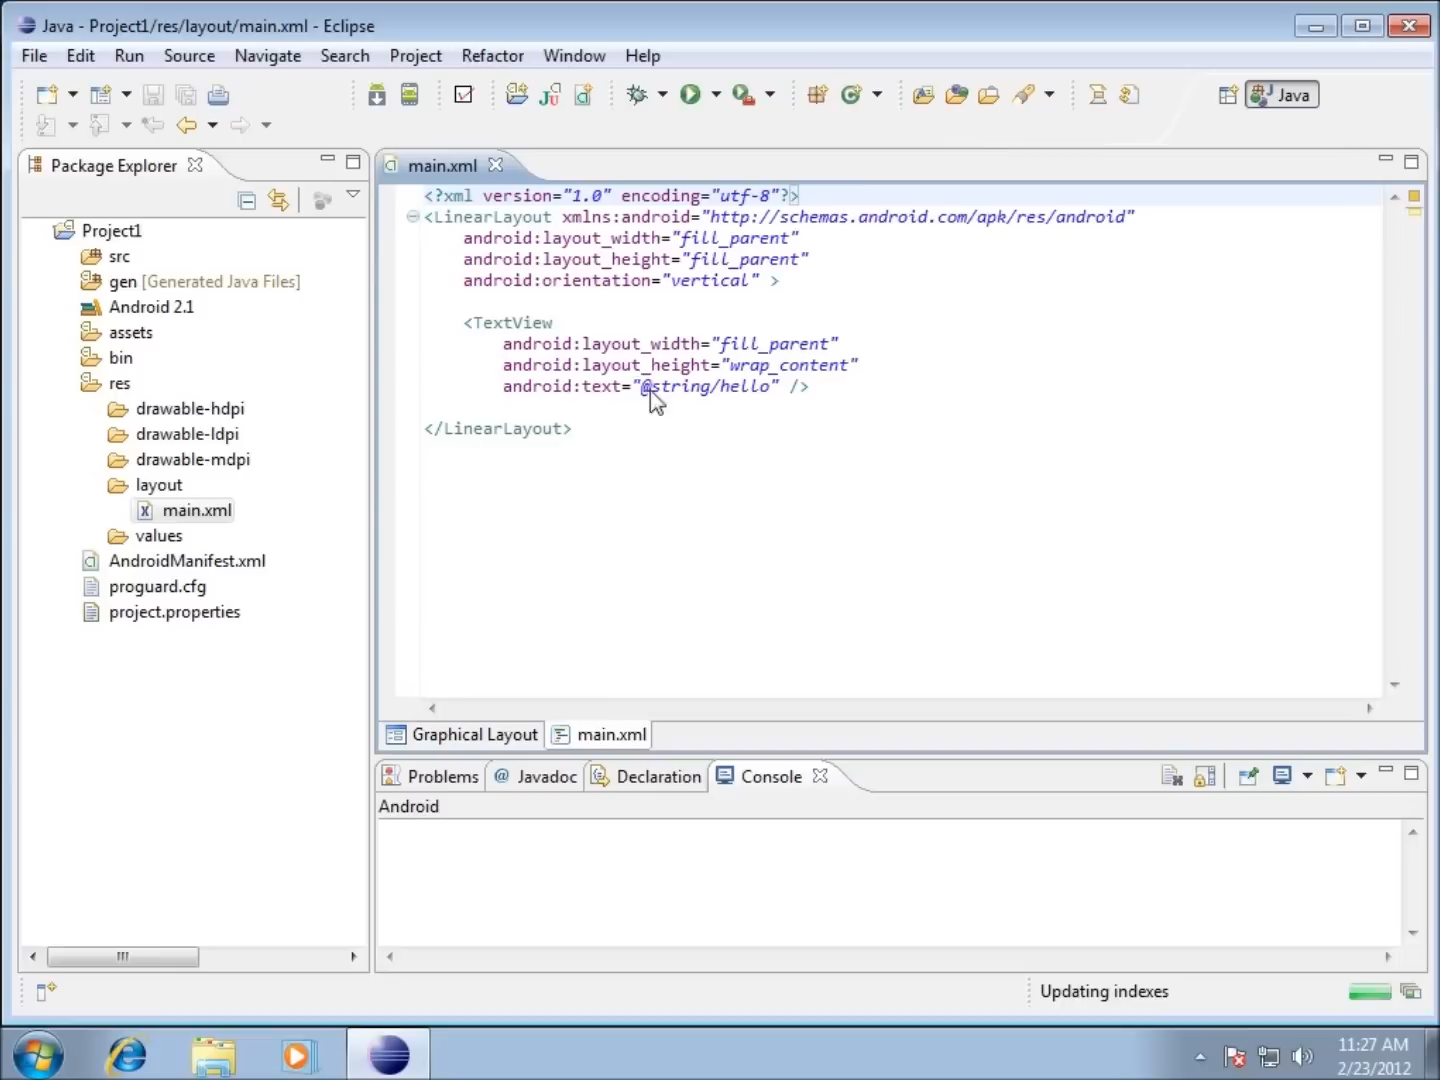 Java - Project1/res/layout/main.xml - Eclipse
File Edit Run Source Navigate Search Project Refactor Window Help
Java
Package Explorer
Project1
src
gen [Generated Java Files]
Android 2.1
assets
bin
res
drawable-hdpi
drawable-ldpi
drawable-mdpi
layout
main.xml
values
AndroidManifest.xml
proguard.cfg
project.properties
main.xml
<?xml version="1.0" encoding="utf-8"?>
<LinearLayout xmlns:android="http://schemas.android.com/apk/res/android"
android:layout_width="fill_parent"
android:layout_height="fill_parent"
android:orientation="vertical" >
<TextView
android:layout_width="fill_parent"
android:layout_height="wrap_content"
android:text="@string/hello" />
</LinearLayout>
Graphical Layout main.xml
Problems @ Javadoc Declaration Console
Android
Updating indexes
11:27 AM
2/23/2012